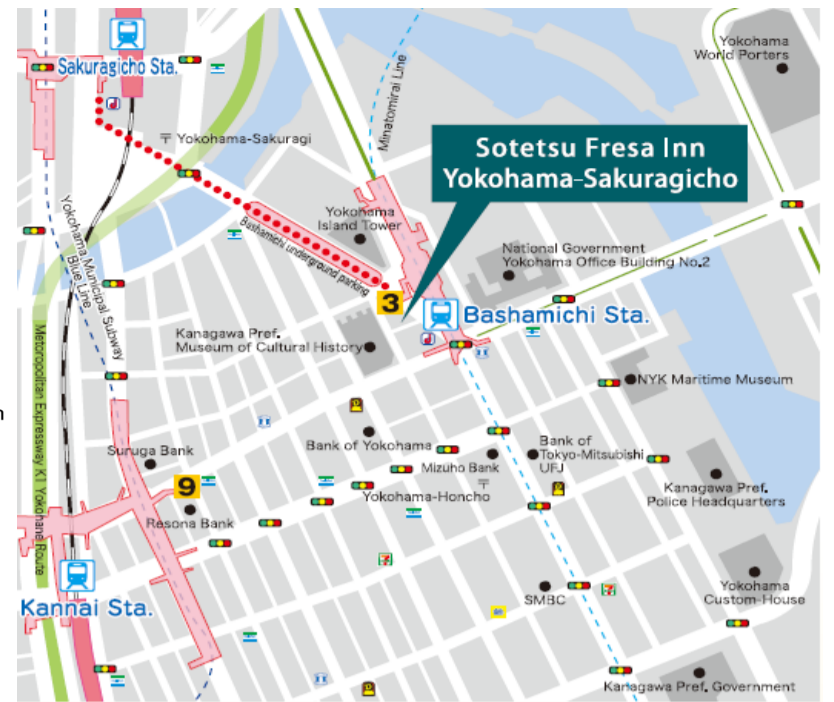 Sakuragicho Sta.
Yokohama
World Porters
Minatomirai Line
〒 Yokohama-Sakuragi
Sotetsu Fresa Inn
Yokohama-Sakuragicho
Yokohama
Island Tower
Bashamichi underground parking
Yokohama Municipal Subway
Blue Line
National Government
Yokohama Office Building No.2
3
Bashamichi Sta.
Kanagawa Pref.
Museum of Cultural History
Metoropolitan Expressway K1 Yokohane Route
NYK Maritime Museum
n
Suruga Bank
Bank of Yokohama
Mizuho Bank
Bank of
Tokyo-Mitsubishi
UFJ
〒
9
Yokohama-Honcho
Kanagawa Pref.
Police Headquarters
Resona Bank
7
Kannai Sta.
SMBC
7
Yokohama
Custom-House
Kanagawa Pref. Government